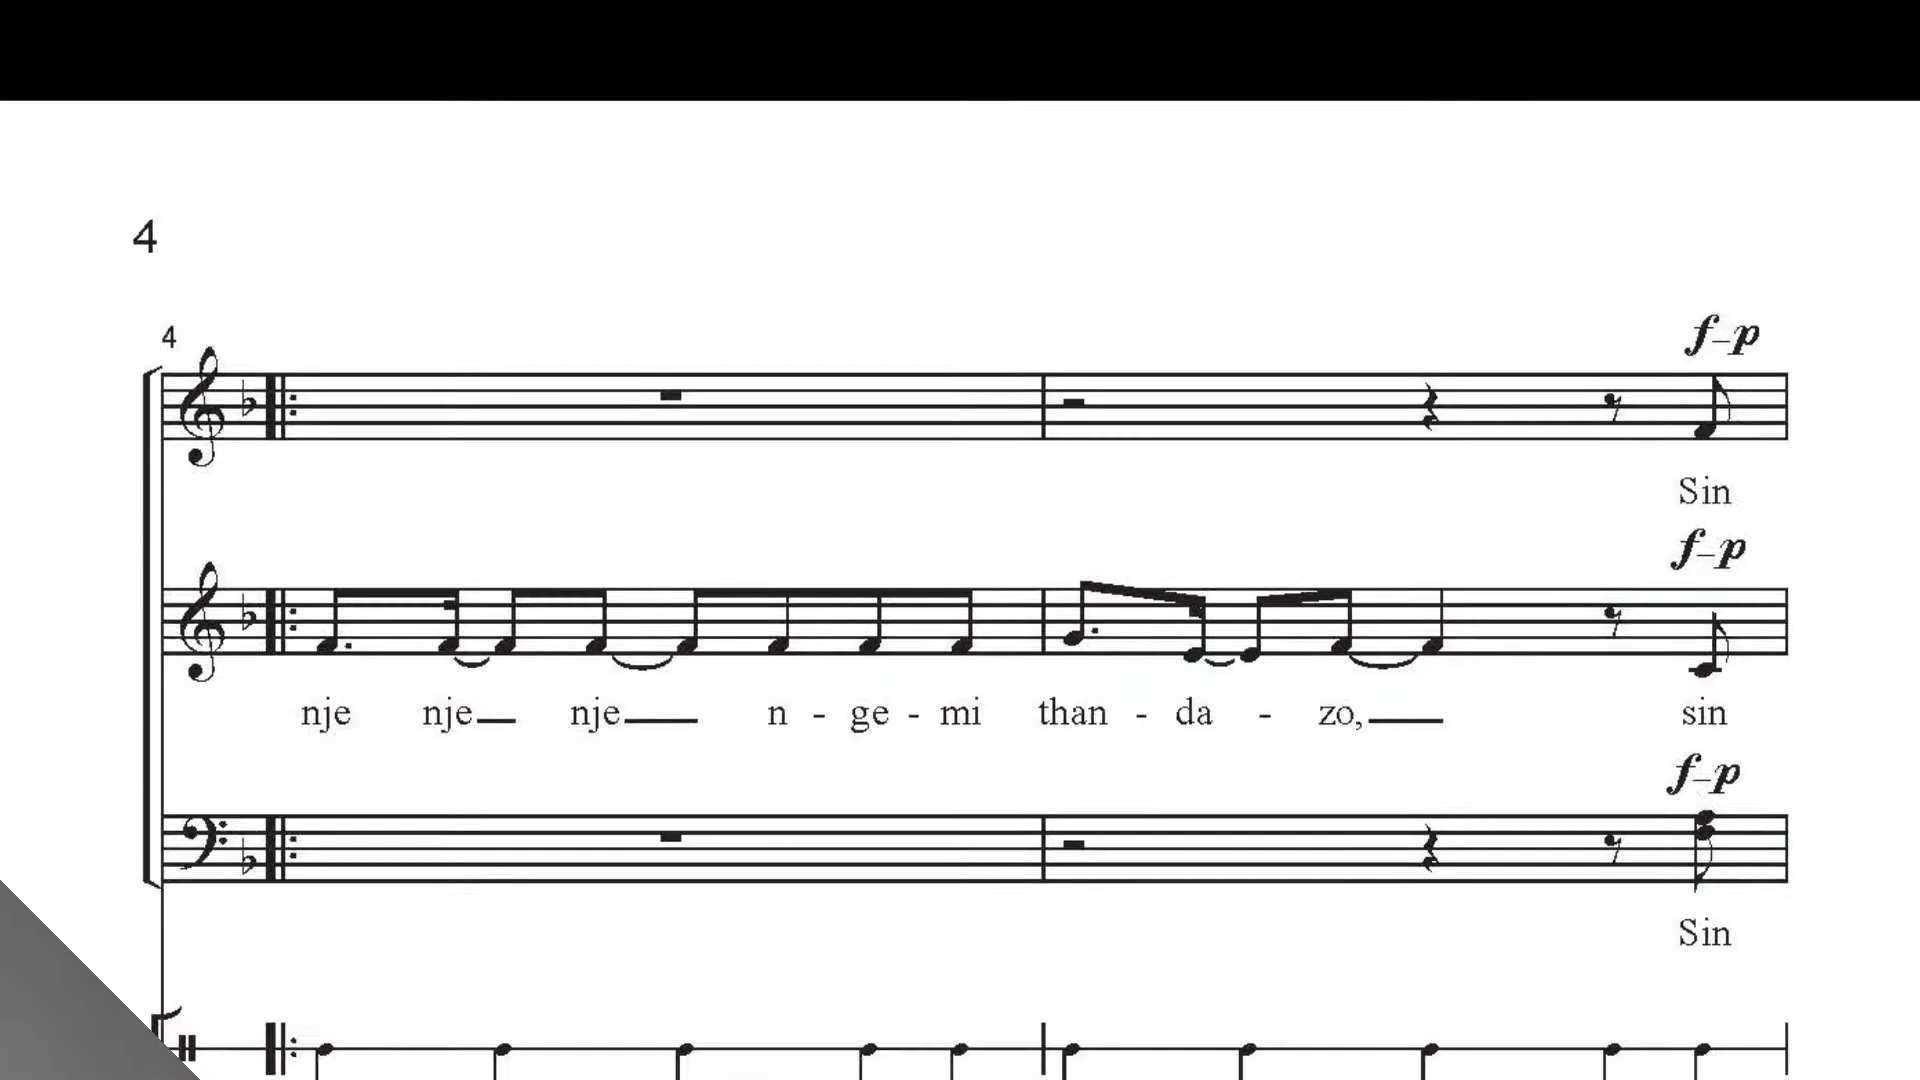 4
4
f–p
Sin
f–p
nje nje nje n - ge - mi than - da - zo, sin
f–p
Sin